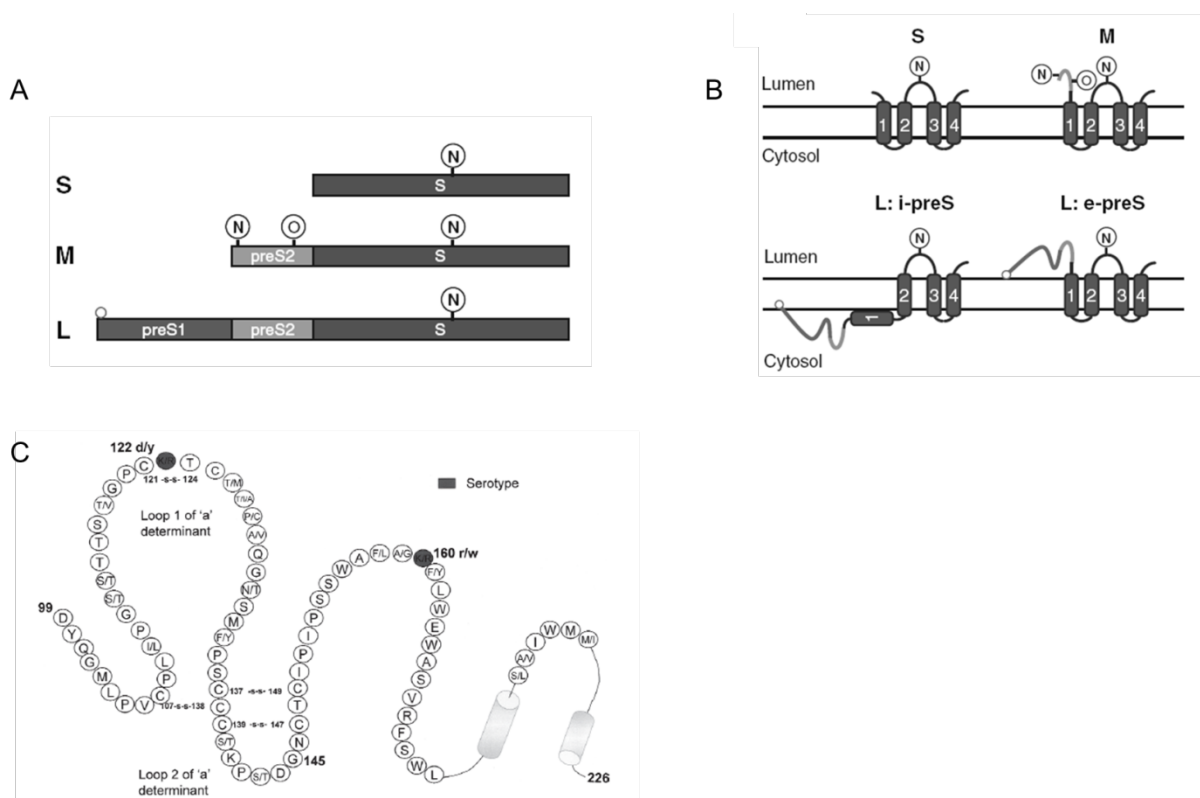 A
S
N
S
M
N
O
N
preS2
S
L
N
preS1
preS2
S
B
S
M
Lumen
N
N
O
N
1
2
3
4
1
2
3
4
Cytosol
L: i-preS
L: e-preS
Lumen
N
N
2
3
4
1
2
3
4
1
Cytosol
C
122 d/y
C
T
C
121 -s-s- 124
P
G
T/V
S
T
T
S/T
S/T
G
P
I/L
L
P
C
V
P
L
M
G
Q
Y
D
99
Loop 1 of 'a'
determinant
T/M
T/I/A
P/C
A/V
Q
G
N/T
S
M
F/Y
P
S
C
C
C
S/T
K
P
S/T
D
G
145
N
C
T
C
I
P
I
P
S
S
W
A
F/L
A/G
107-s-s-138
137 -s-s- 149
139 -s-s- 147
Loop 2 of 'a'
determinant
Serotype
160 r/w
F/Y
L
W
E
W
A
S
V
R
F
S
W
L
S/L
A/V
I
W
M
M/I
226